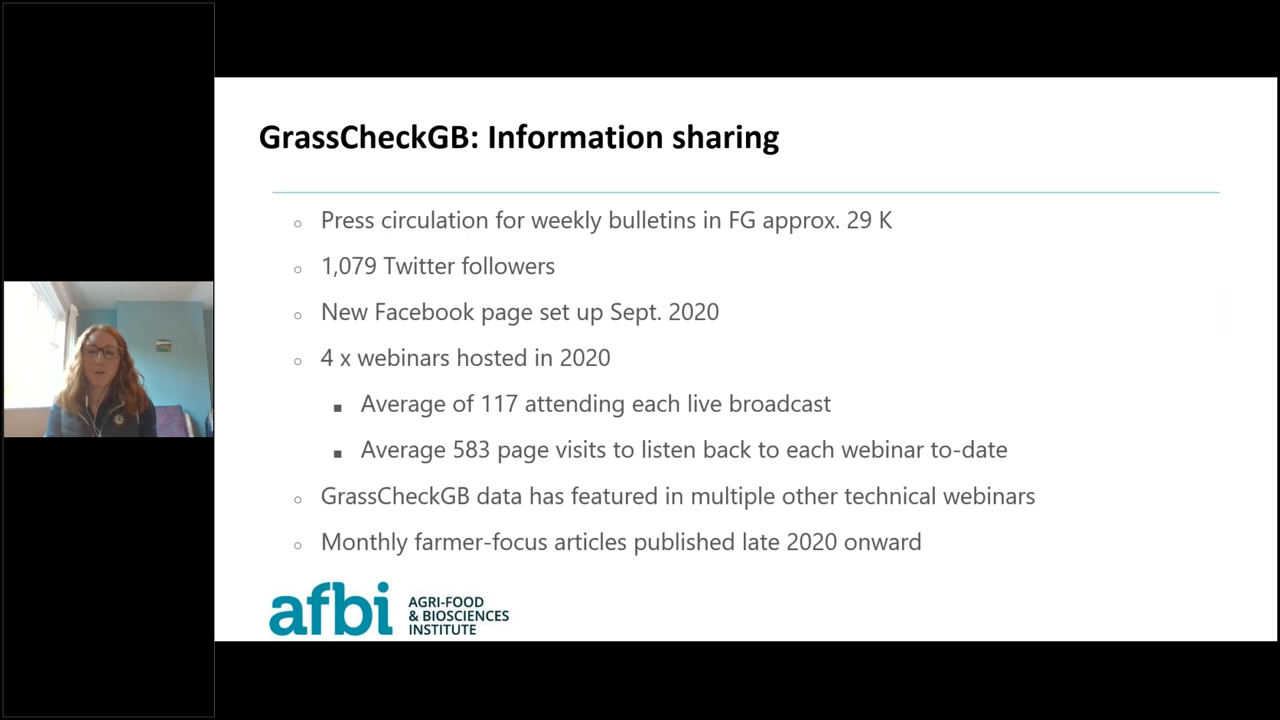 GrassCheckGB: Information sharing
Press circulation for weekly bulletins in FG approx. 29 K
1,079 Twitter followers
New Facebook page set up Sept. 2020
4 x webinars hosted in 2020
Average of 117 attending each live broadcast
Average 583 page visits to listen back to each webinar to-date
GrassCheckGB data has featured in multiple other technical webinars
Monthly farmer-focus articles published late 2020 onward
afbi
AGRI-FOOD
& BIOSCIENCES
INSTITUTE